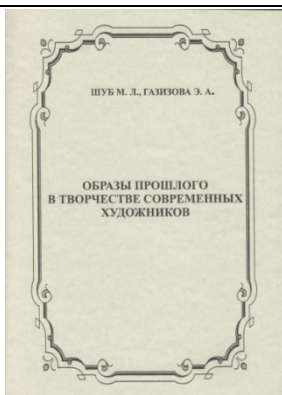 ШУБ М. Л., ГАЗИЗОВА Э. А.
ОБРАЗЫ ПРОШЛОГО
В ТВОРЧЕСТВЕ СОВРЕМЕННЫХ
ХУДОЖНИКОВ